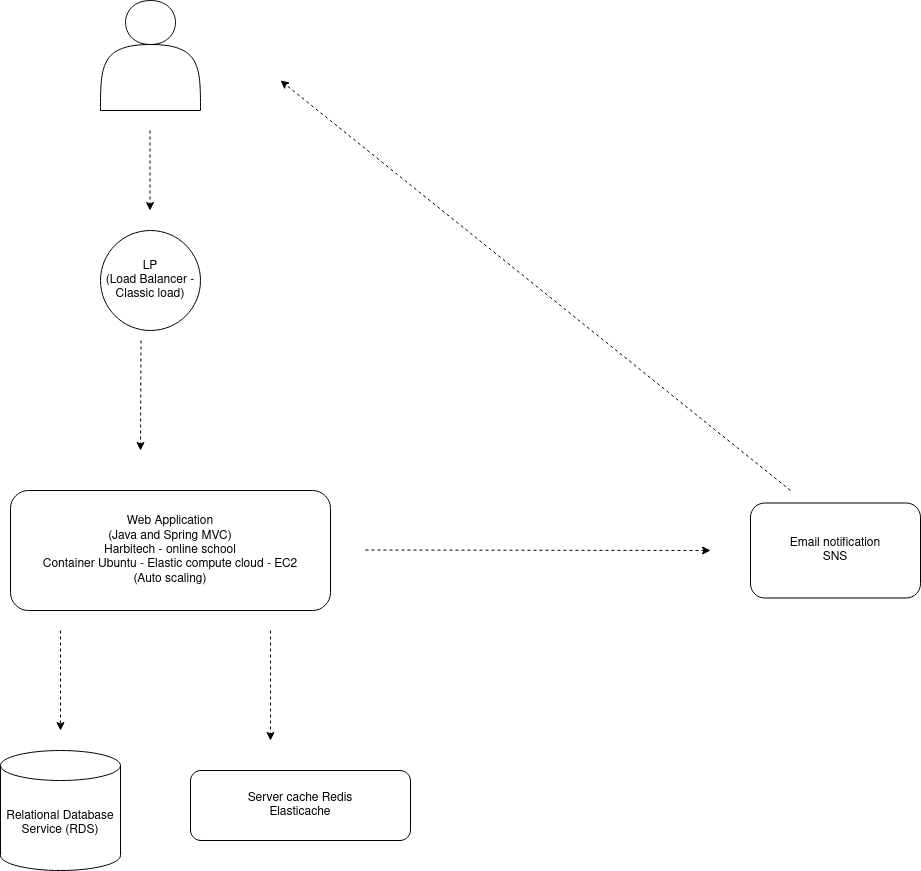 LP
(Load Balancer -
Classic load)
Web Application
(Java and Spring MVC)
Harbitech - online school
Container Ubuntu - Elastic compute cloud - EC2
(Auto scaling)
Email notification
SNS
Relational Database
Service (RDS)
Server cache Redis
Elasticache